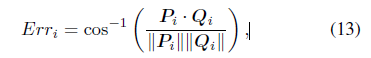 Err_i = cos⁻¹ ( P_i · Q_i / ‖P_i‖‖Q_i‖ ) , (13)